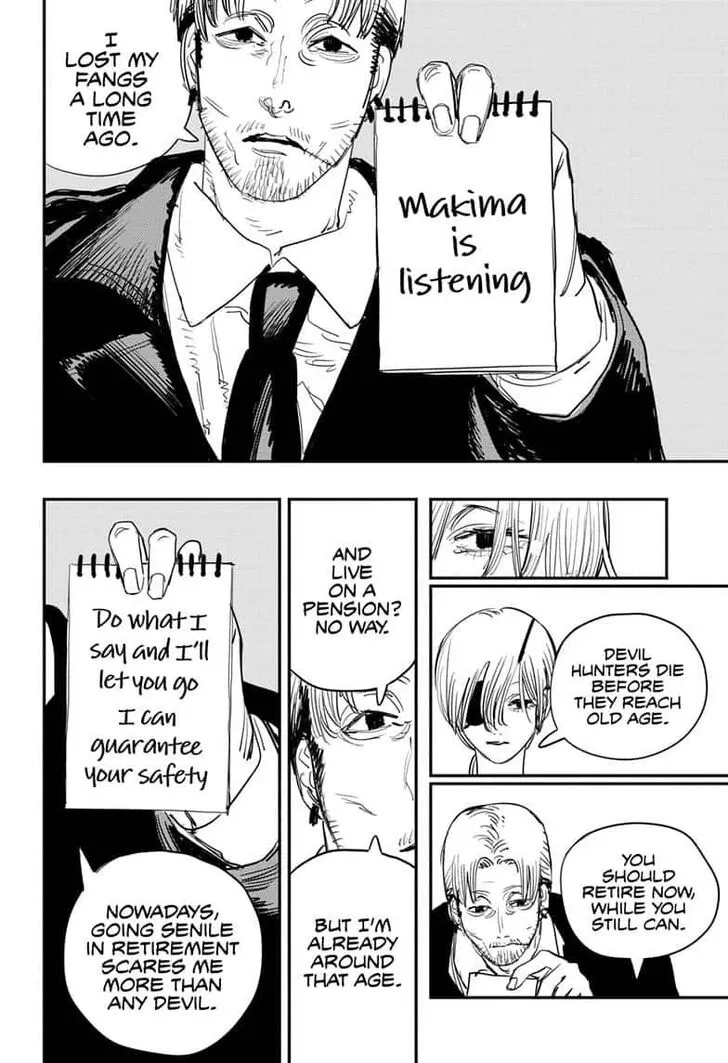 I
LOST MY
FANGS
A LONG
TIME
AGO.
Makima
is
listening
DEVIL
HUNTERS DIE
BEFORE
THEY REACH
OLD AGE.
YOU
SHOULD
RETIRE NOW,
WHILE YOU
STILL CAN.
AND
LIVE
ON A
PENSION?
NO WAY.
BUT I'M
ALREADY
AROUND
THAT AGE.
Do what I
say and I'll
let you go
I can
guarantee
your safety
NOWADAYS,
GOING SENILE
IN RETIREMENT
SCARES ME
MORE THAN
ANY DEVIL.